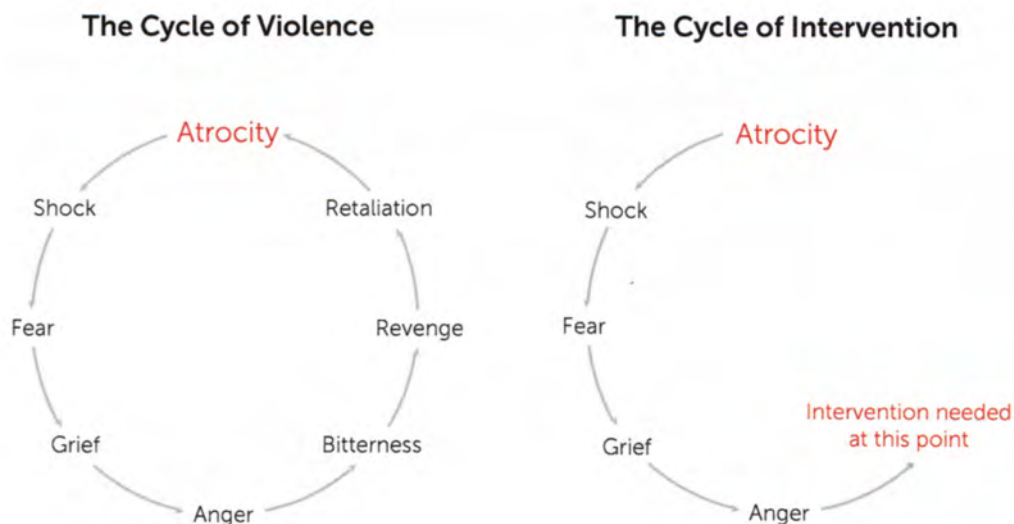 The Cycle of Violence
Atrocity
Shock
Fear
Grief
Anger
Bitterness
Revenge
Retaliation
The Cycle of Intervention
Atrocity
Shock
Fear
Grief
Anger
Intervention needed
at this point